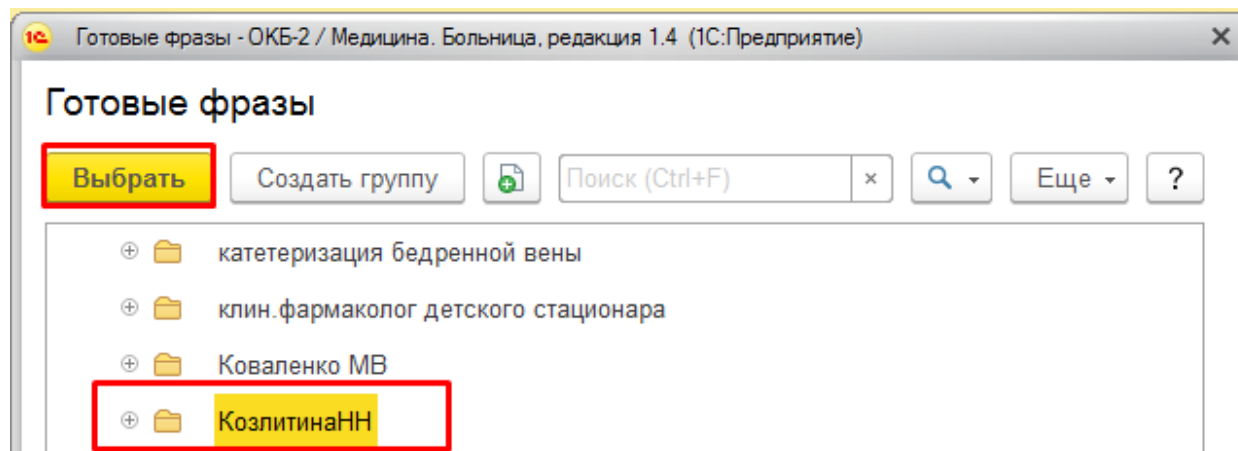 1С Готовые фразы - ОКБ-2 / Медицина. Больница, редакция 1.4 (1С:Предприятие) ×
Готовые фразы
Выбрать Создать группу Поиск (Ctrl+F) × Еще ?
катетеризация бедренной вены
клин.фармаколог детского стационара
Коваленко МВ
КозлитинаНН